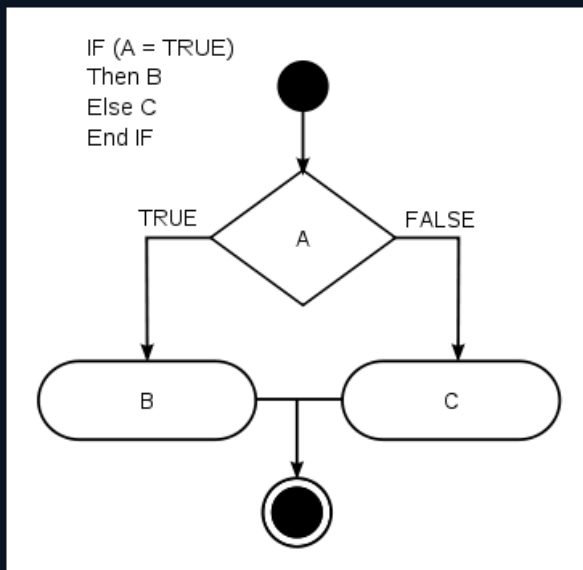 IF (A = TRUE)
Then B
Else C
End IF
TRUE
FALSE
A
B
C